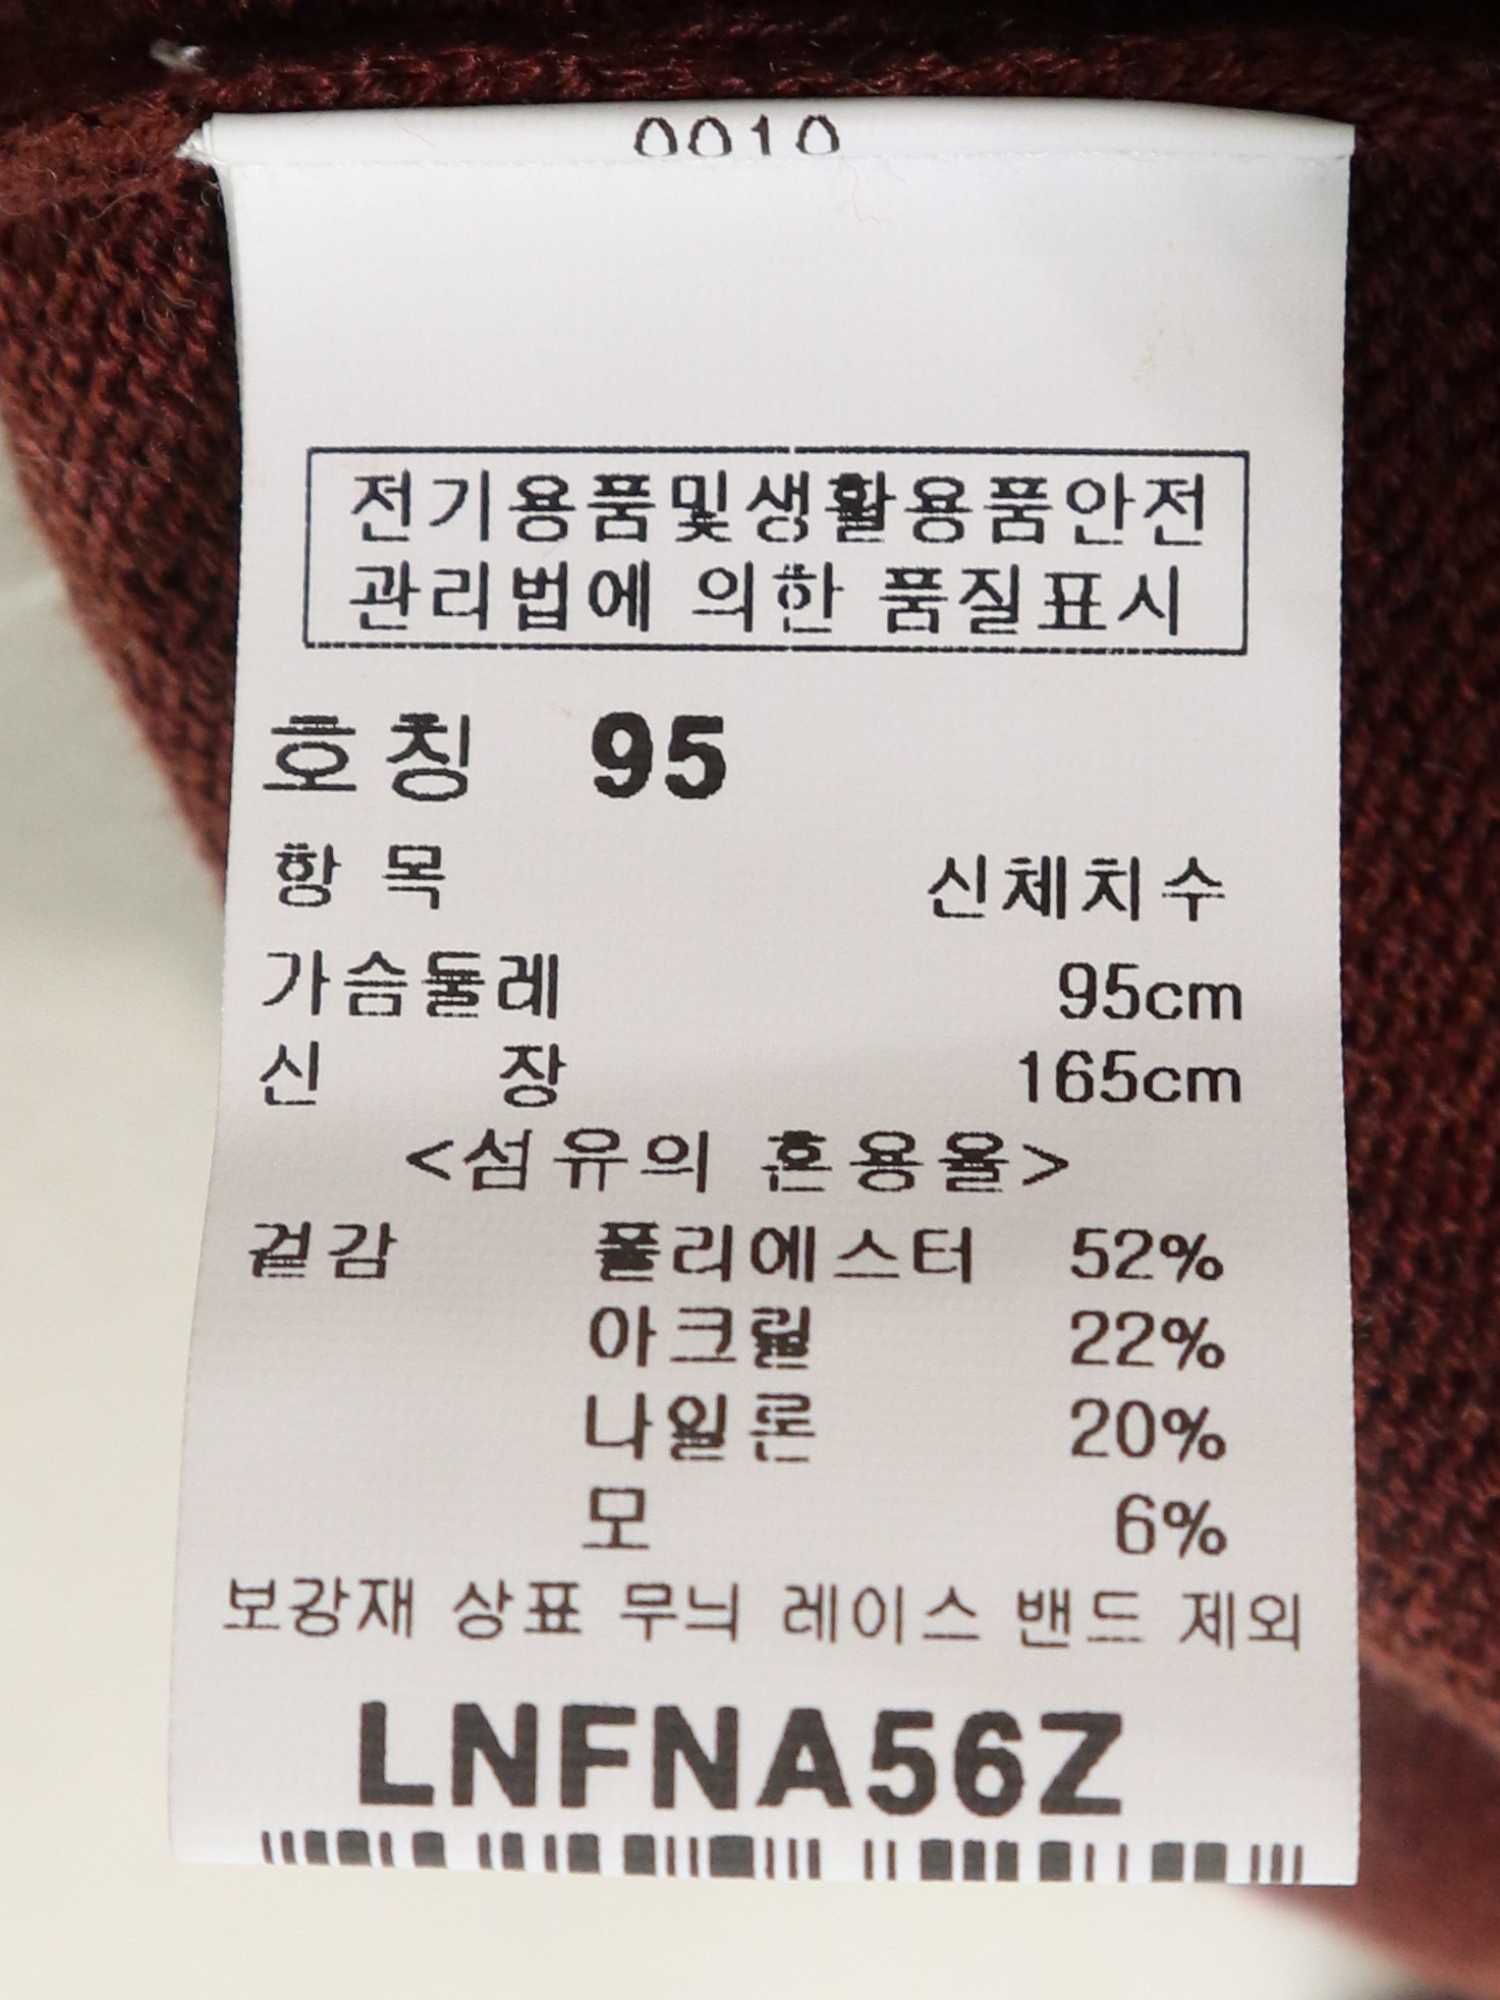 0010
전기용품및생활용품안전
관리법에 의한 품질표시
호칭 95
항목 신체치수
가슴둘레 95cm
신 장 165cm
<섬유의 혼용율>
겉감 폴리에스터 52%
아크릴 22%
나일론 20%
모 6%
보강재 상표 무늬 레이스 밴드 제외
LNFNA56Z